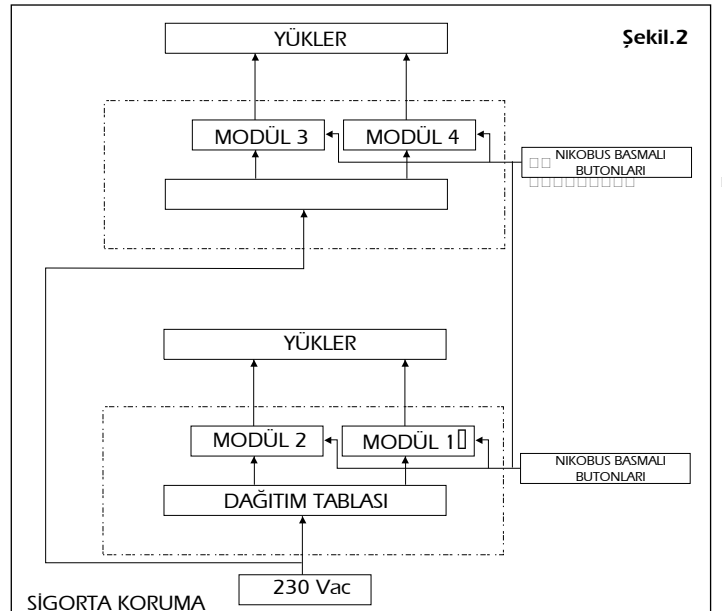 YÜKLER
Şekil.2
MODÜL 3
MODÜL 4
NIKOBUS BASMALI
BUTONLARI
YÜKLER
MODÜL 2
MODÜL 1
NIKOBUS BASMALI
BUTONLARI
DAĞITIM TABLASI
230 Vac
SİGORTA KORUMA